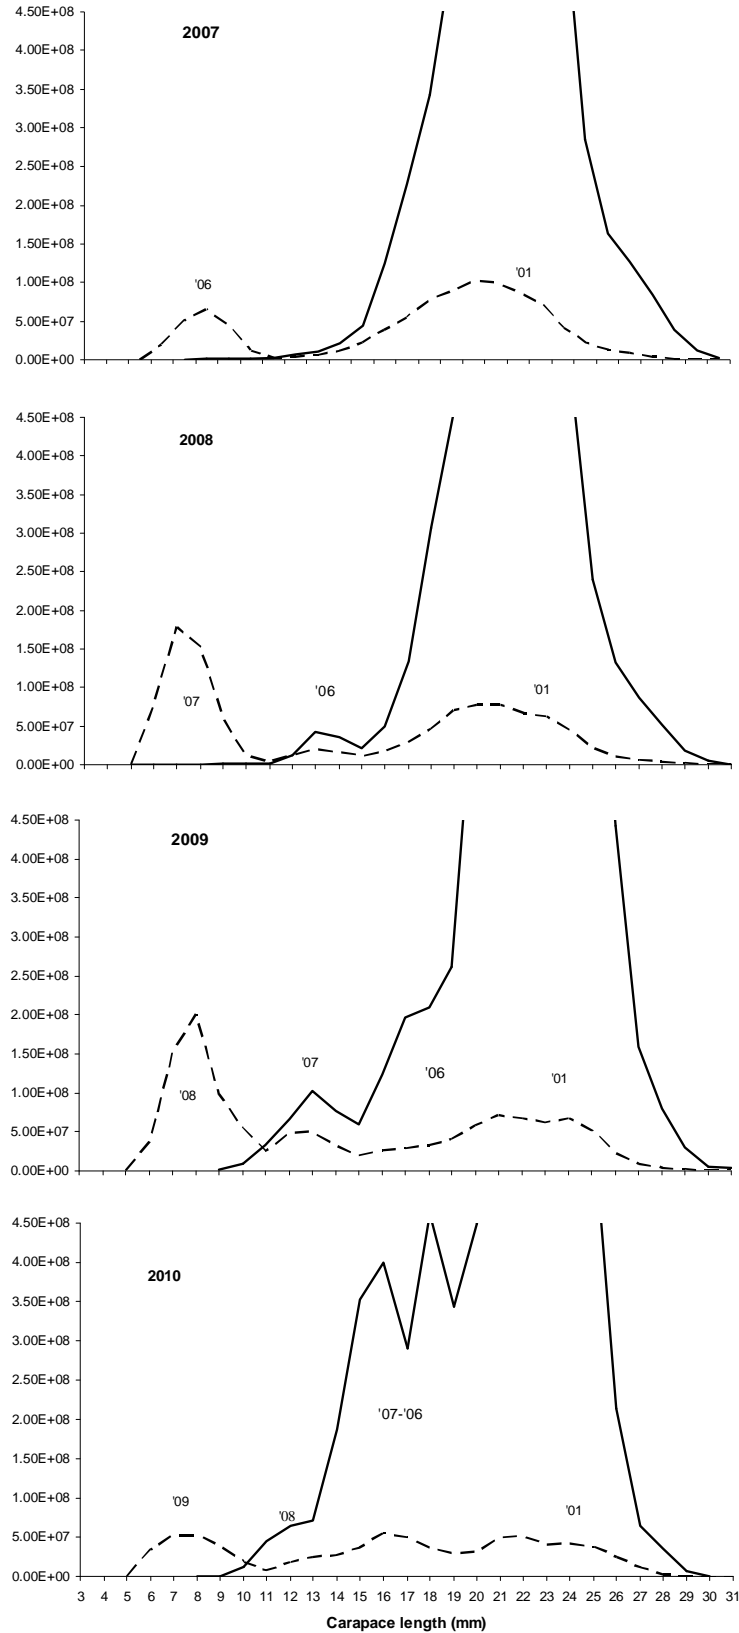 4.50E+08
2007
4.00E+08
3.50E+08
3.00E+08
2.50E+08
2.00E+08
1.50E+08
1.00E+08
'06
'01
5.00E+07
0.00E+00
4.50E+08
2008
4.00E+08
3.50E+08
3.00E+08
2.50E+08
2.00E+08
1.50E+08
1.00E+08
'07
'06
'01
5.00E+07
0.00E+00
4.50E+08
2009
4.00E+08
3.50E+08
3.00E+08
2.50E+08
2.00E+08
1.50E+08
1.00E+08
'08
'07
'06
'01
5.00E+07
0.00E+00
4.50E+08
2010
4.00E+08
3.50E+08
3.00E+08
2.50E+08
2.00E+08
'07-'06
1.50E+08
1.00E+08
'09
'08
'01
5.00E+07
0.00E+00
3 4 5 6 7 8 9 10 11 12 13 14 15 16 17 18 19 20 21 22 23 24 25 26 27 28 29 30 31
Carapace length (mm)